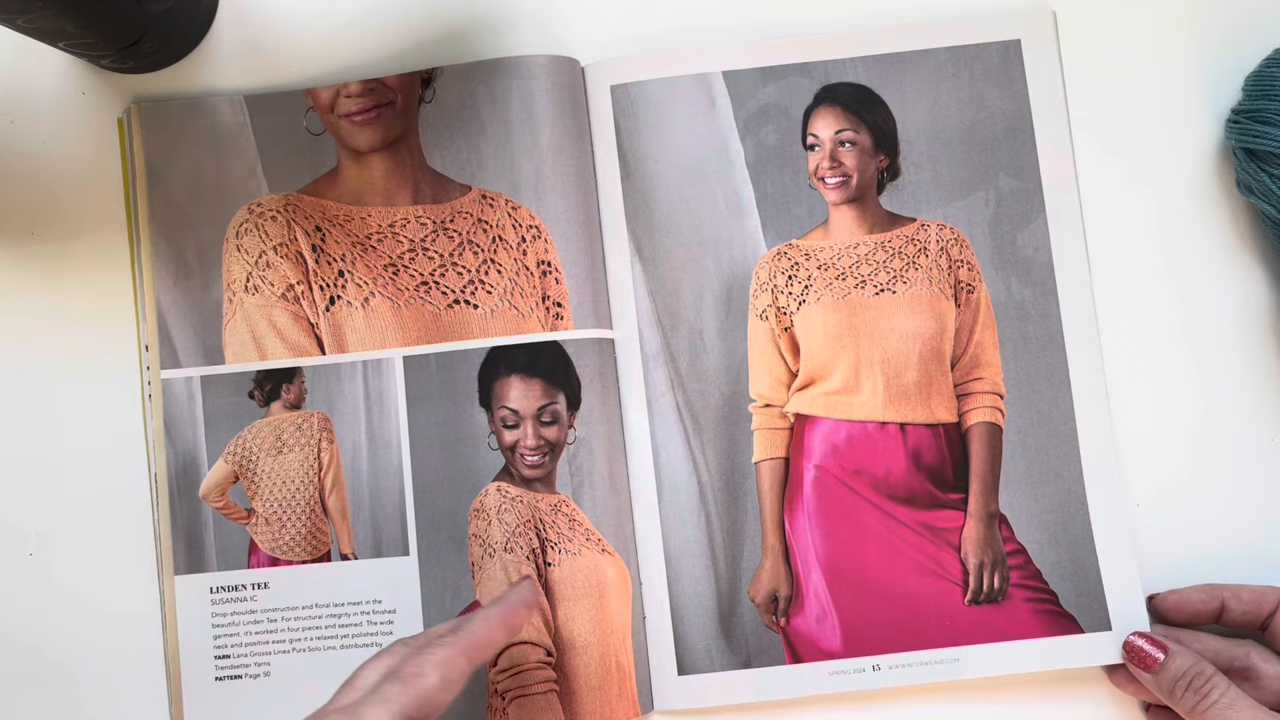 LINDEN TEE
SUSANNA IC
Drop-shoulder construction and floral lace meet in the
beautiful Linden Tee. For structural integrity in the finished
garment, it's worked in four pieces and seamed. The wide
neck and positive ease give it a relaxed yet polished look.
YARN Lana Grossa Linea Pura Solo Lino, distributed by
Trendsetter Yarns
PATTERN Page 50
SPRING 2024 15 WWW.INTERWEAVE.COM